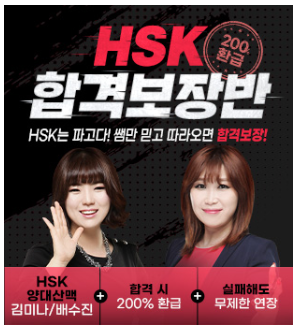 HSK
200%
환급
합격보장반
HSK는 파고다! 쌤만 믿고 따라오면 합격보장!
HSK
양대산맥
김미나/배수진
+
합격 시
200% 환급
+
실패해도
무제한 연장